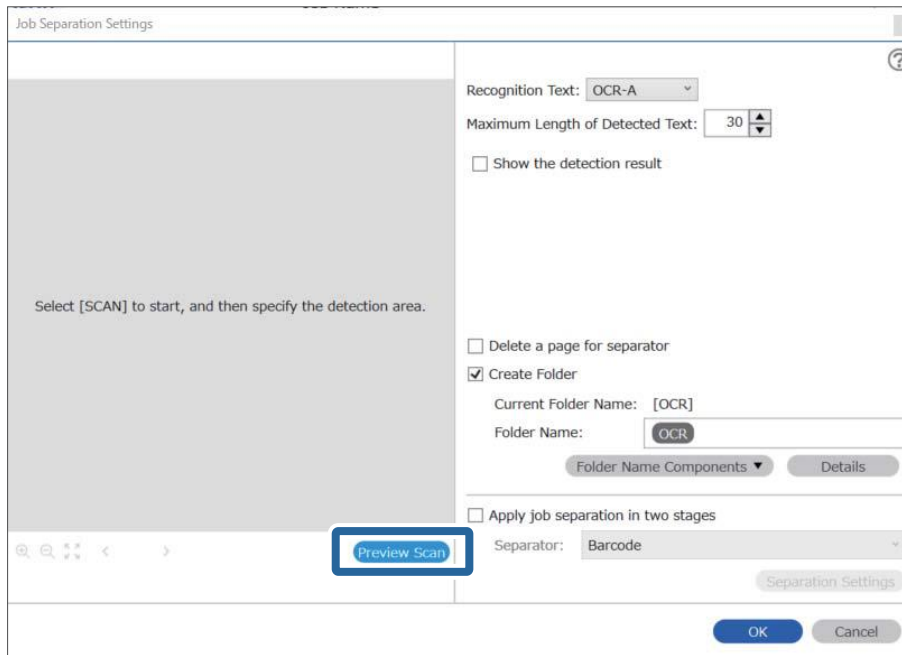 Job Separation Settings
Recognition Text: OCR-A
Maximum Length of Detected Text: 30
Show the detection result
Select [SCAN] to start, and then specify the detection area.
Delete a page for separator
Create Folder
Current Folder Name: [OCR]
Folder Name: OCR
Folder Name Components ▼ Details
Apply job separation in two stages
Preview Scan
Separator: Barcode
Separation Settings
OK Cancel